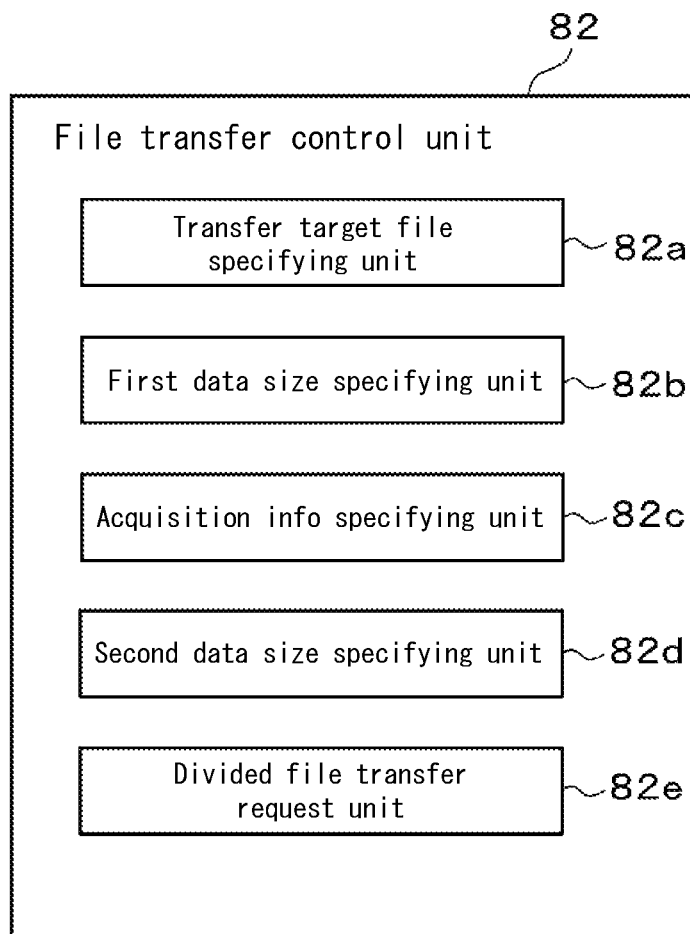 82
File transfer control unit
Transfer target file
specifying unit
82a
First data size specifying unit
82b
Acquisition info specifying unit
82c
Second data size specifying unit
82d
Divided file transfer
request unit
82e